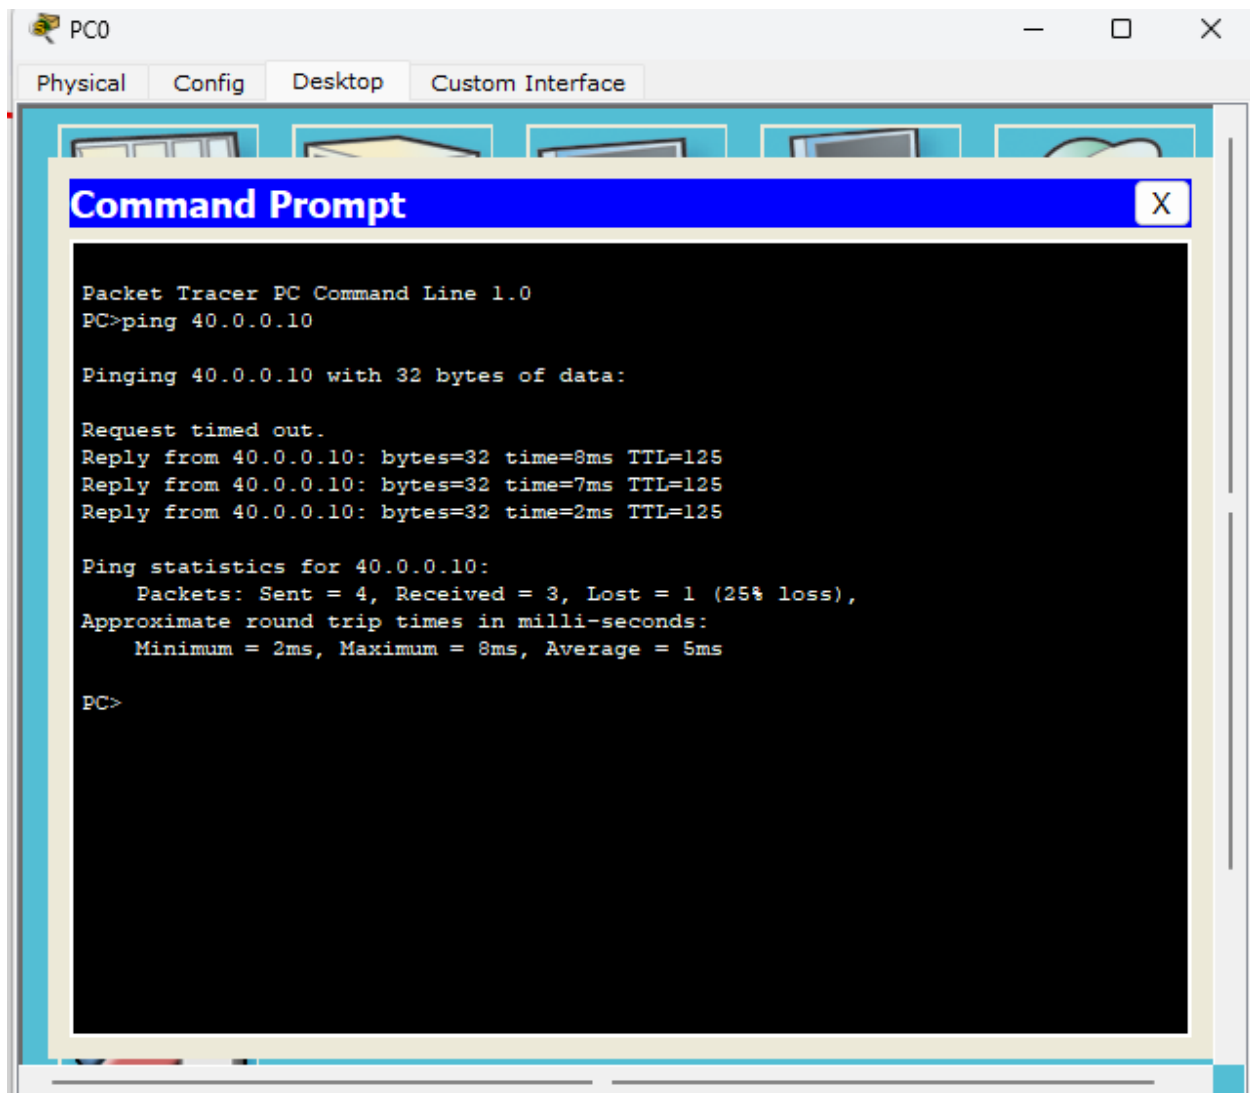 PC0
Physical Config Desktop Custom Interface
Command Prompt X
Packet Tracer PC Command Line 1.0
PC>ping 40.0.0.10
Pinging 40.0.0.10 with 32 bytes of data:
Request timed out.
Reply from 40.0.0.10: bytes=32 time=8ms TTL=125
Reply from 40.0.0.10: bytes=32 time=7ms TTL=125
Reply from 40.0.0.10: bytes=32 time=2ms TTL=125
Ping statistics for 40.0.0.10:
Packets: Sent = 4, Received = 3, Lost = 1 (25% loss),
Approximate round trip times in milli-seconds:
Minimum = 2ms, Maximum = 8ms, Average = 5ms
PC>